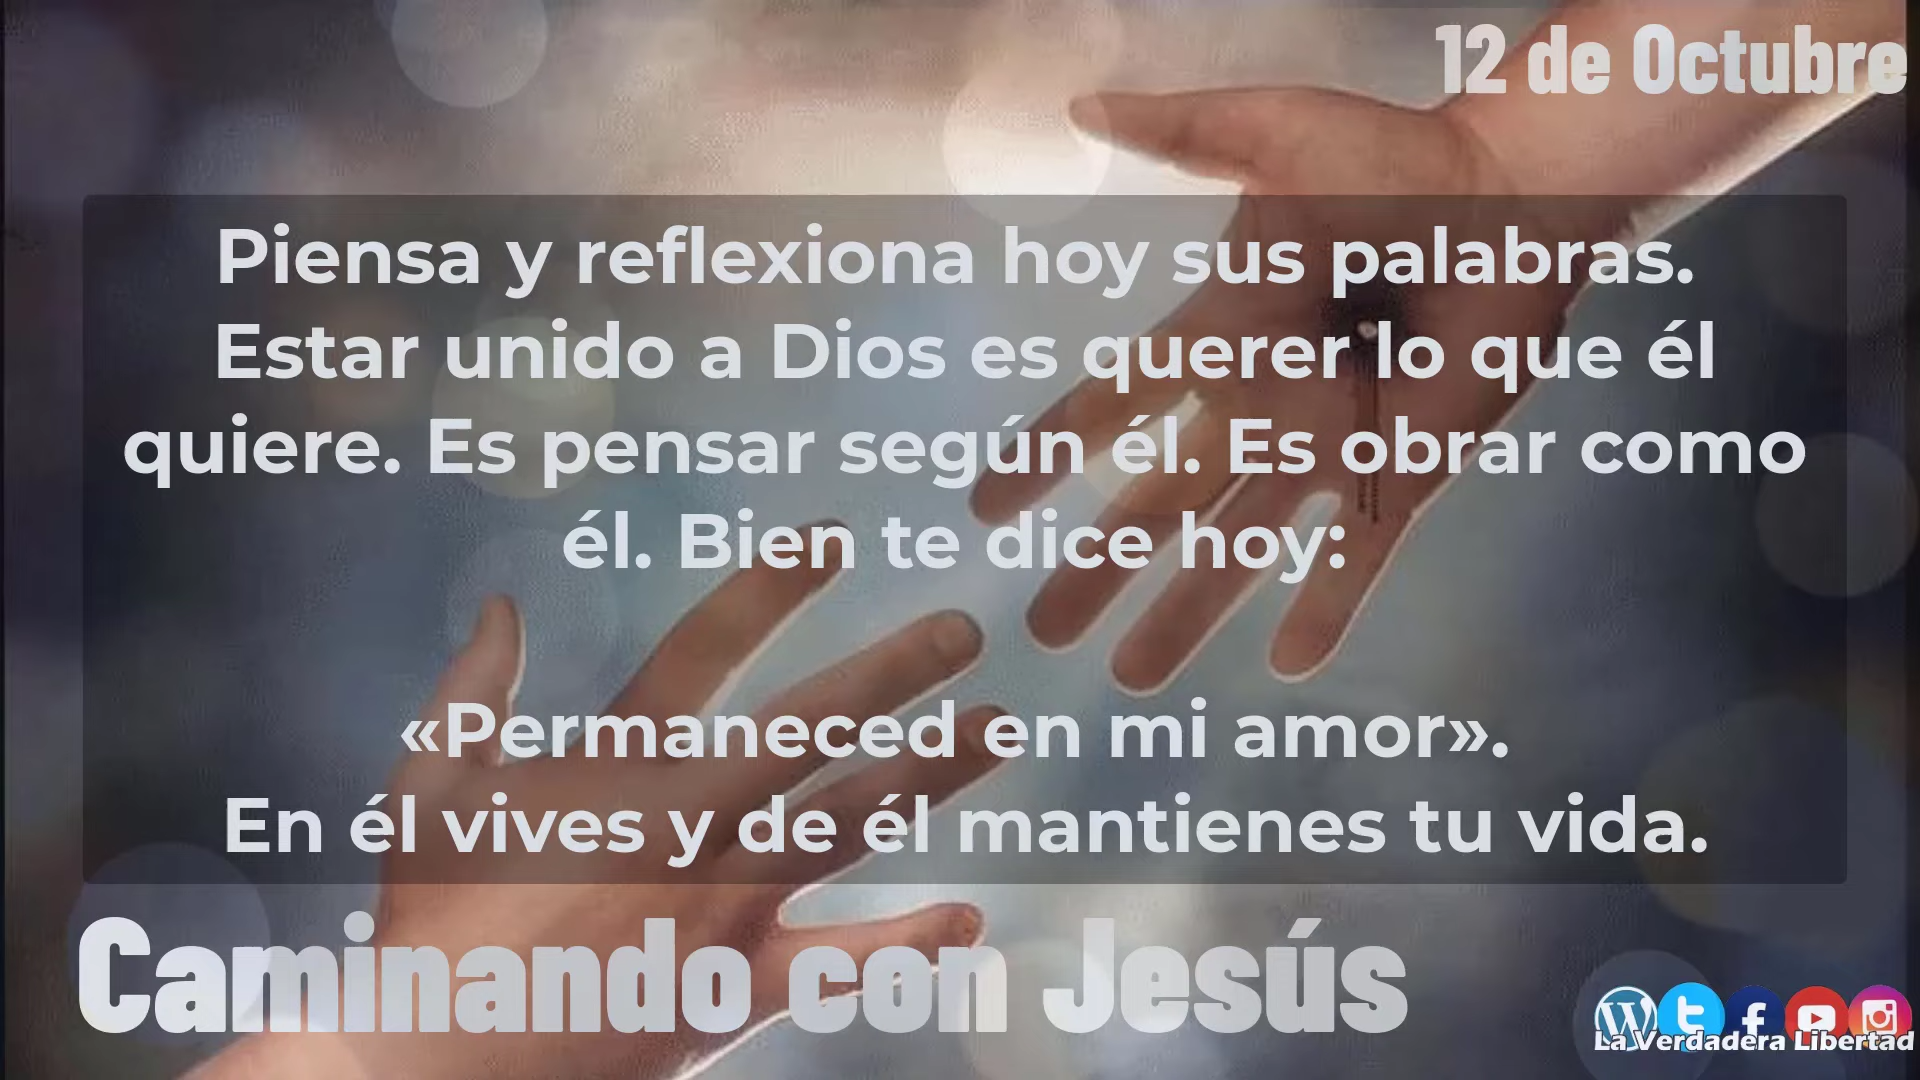 12 de Octubre
Piensa y reflexiona hoy sus palabras.
Estar unido a Dios es querer lo que él
quiere. Es pensar según él. Es obrar como
él. Bien te dice hoy:
«Permaneced en mi amor».
En él vives y de él mantienes tu vida.
Caminando con Jesús
La Verdadera Libertad